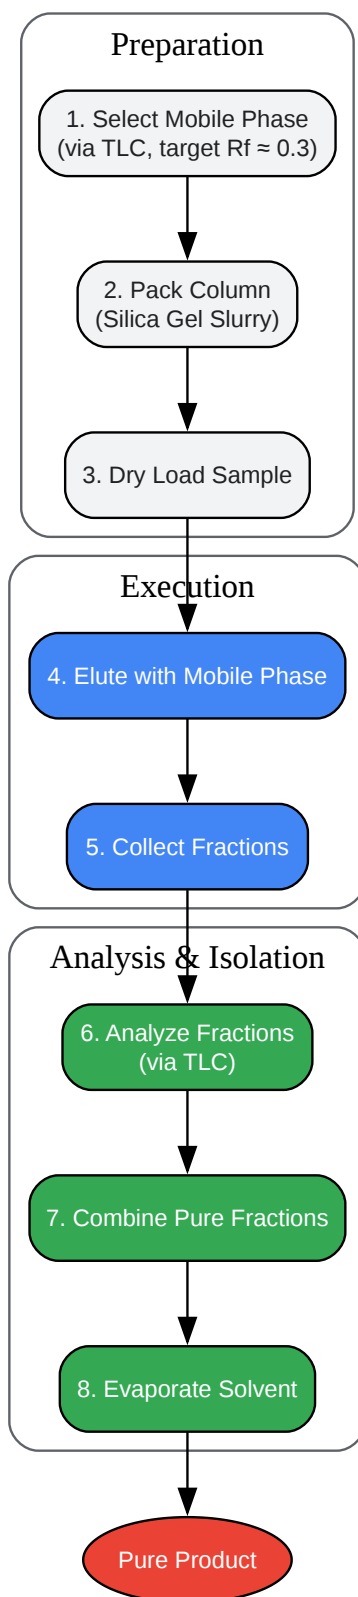 Preparation
1. Select Mobile Phase
(via TLC, target Rf ≈ 0.3)
2. Pack Column
(Silica Gel Slurry)
3. Dry Load Sample
Execution
4. Elute with Mobile Phase
5. Collect Fractions
Analysis & Isolation
6. Analyze Fractions
(via TLC)
7. Combine Pure Fractions
8. Evaporate Solvent
Pure Product